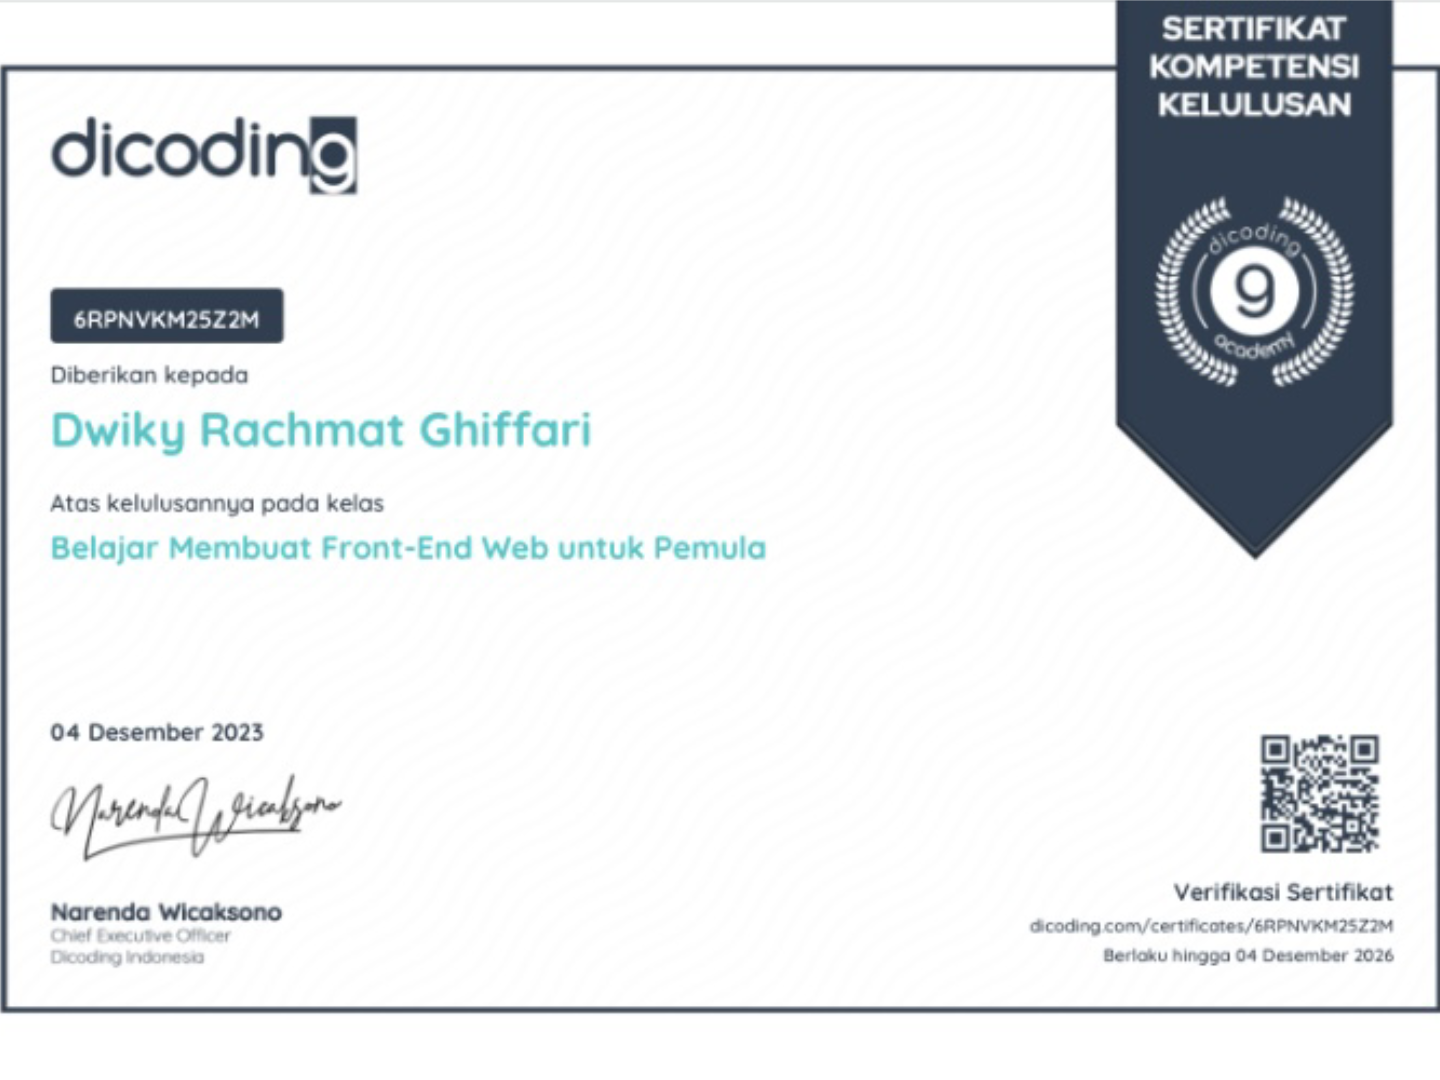 SERTIFIKAT
KOMPETENSI
KELULUSAN
dicoding
dicoding
9
academy
6RPNVKM25Z2M
Diberikan kepada
Dwiky Rachmat Ghiffari
Atas kelulusannya pada kelas
Belajar Membuat Front-End Web untuk Pemula
04 Desember 2023
Narenda Wicaksono
Narenda Wicaksono
Chief Executive Officer
Dicoding Indonesia
Verifikasi Sertifikat
dicoding.com/certificates/6RPNVKM25Z2M
Berlaku hingga 04 Desember 2026